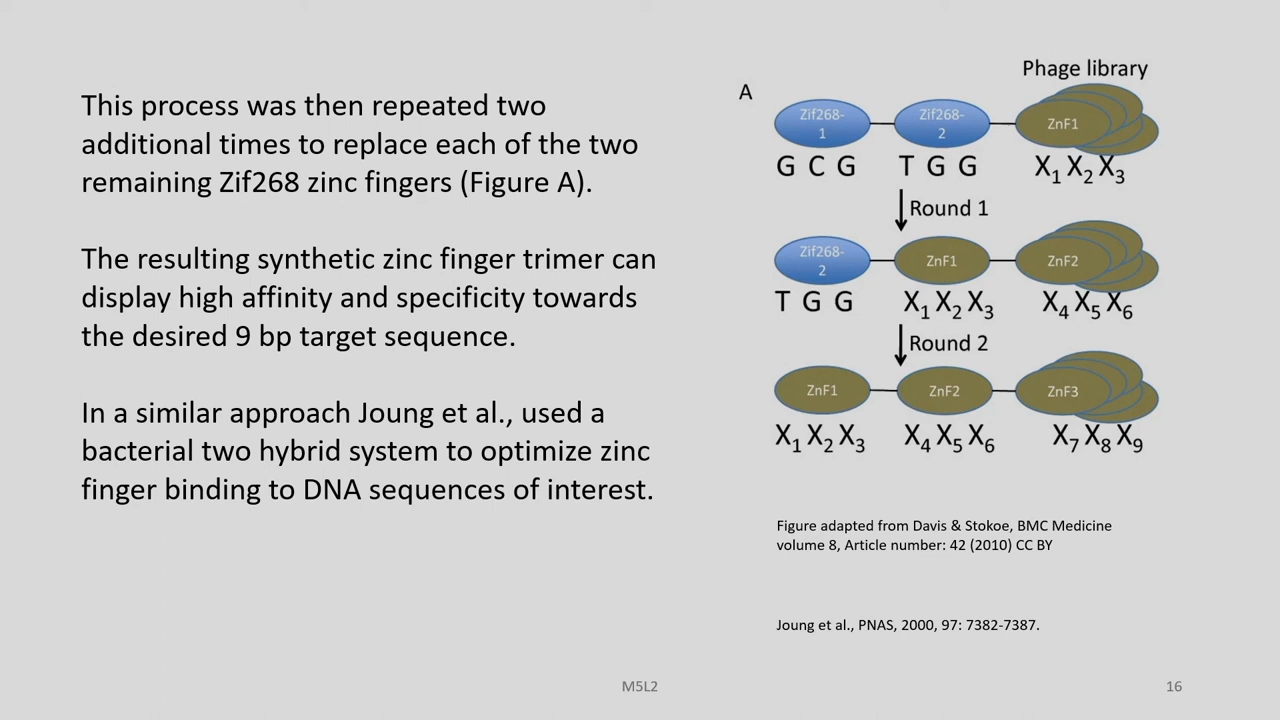 This process was then repeated two
additional times to replace each of the two
remaining Zif268 zinc fingers (Figure A).
The resulting synthetic zinc finger trimer can
display high affinity and specificity towards
the desired 9 bp target sequence.
In a similar approach Joung et al., used a
bacterial two hybrid system to optimize zinc
finger binding to DNA sequences of interest.
Phage library
A
Zif268-
1
Zif268-
2
ZnF1
G C G
T G G
X1 X2 X3
Round 1
Zif268-
2
ZnF1
ZnF2
T G G
X1 X2 X3
X4 X5 X6
Round 2
ZnF1
ZnF2
ZnF3
X1 X2 X3
X4 X5 X6
X7 X8 X9
Figure adapted from Davis & Stokoe, BMC Medicine
volume 8, Article number: 42 (2010) CC BY
Joung et al., PNAS, 2000, 97: 7382-7387.
M5L2
16